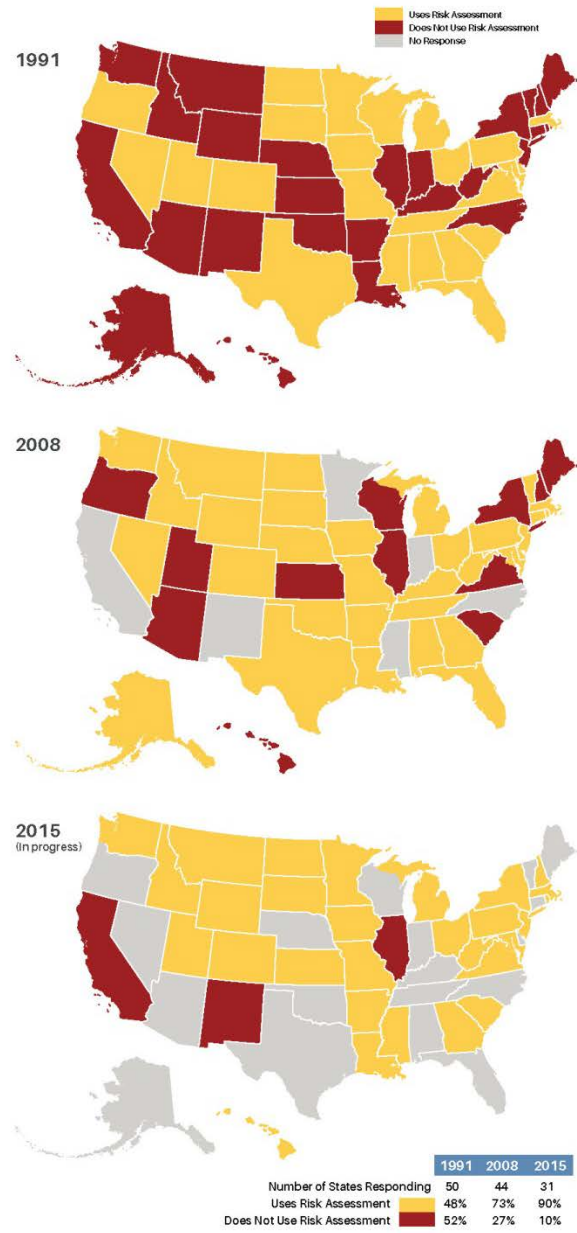 Uses Risk Assessment
Does Not Use Risk Assessment
No Response
1991
2008
2015
(In progress)
1991 2008 2015
Number of States Responding 50 44 31
Uses Risk Assessment 48% 73% 90%
Does Not Use Risk Assessment 52% 27% 10%